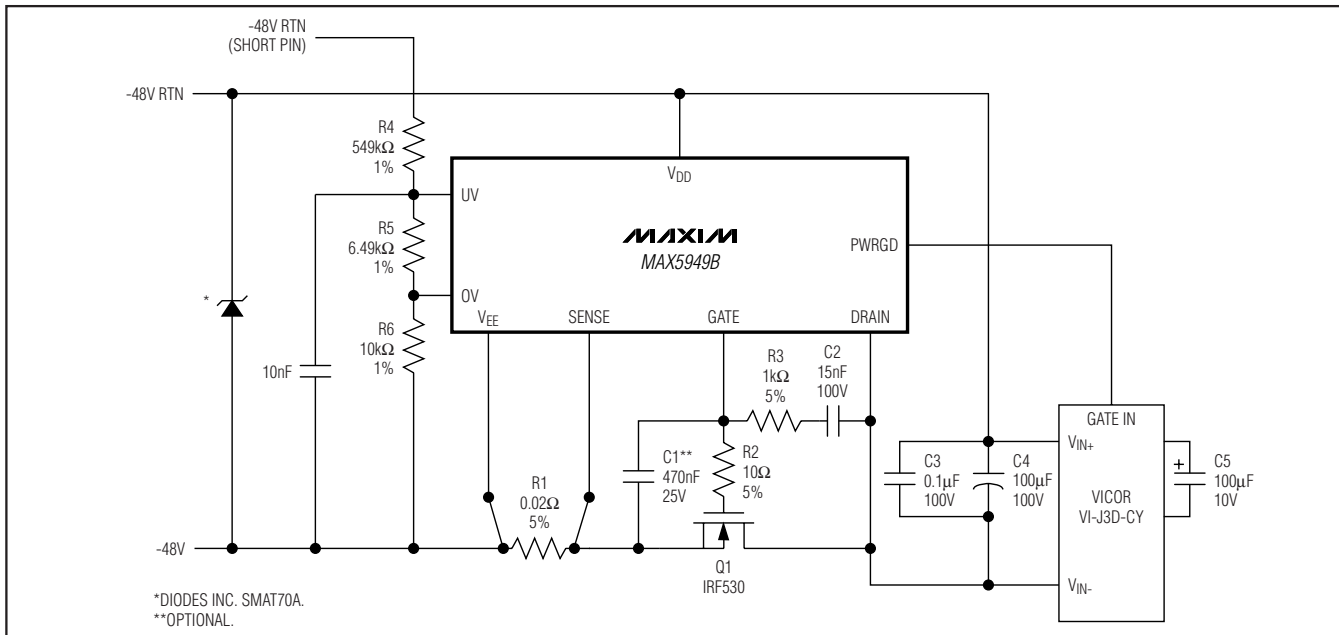 -48V RTN
(SHORT PIN)
-48V RTN
R4
549kΩ
1%
VDD
UV
R5
6.49kΩ
1%
MAXIM
MAX5949B
PWRGD
*
OV
R6
10kΩ
1%
VEE
SENSE
GATE
DRAIN
10nF
R3
1kΩ
5%
C2
15nF
100V
GATE IN
VIN+
C1**
470nF
25V
R2
10Ω
5%
C3
0.1µF
100V
C4
100µF
100V
+
C5
100µF
10V
R1
0.02Ω
5%
VICOR
VI-J3D-CY
-48V
Q1
IRF530
VIN-
*DIODES INC. SMAT70A.
**OPTIONAL.